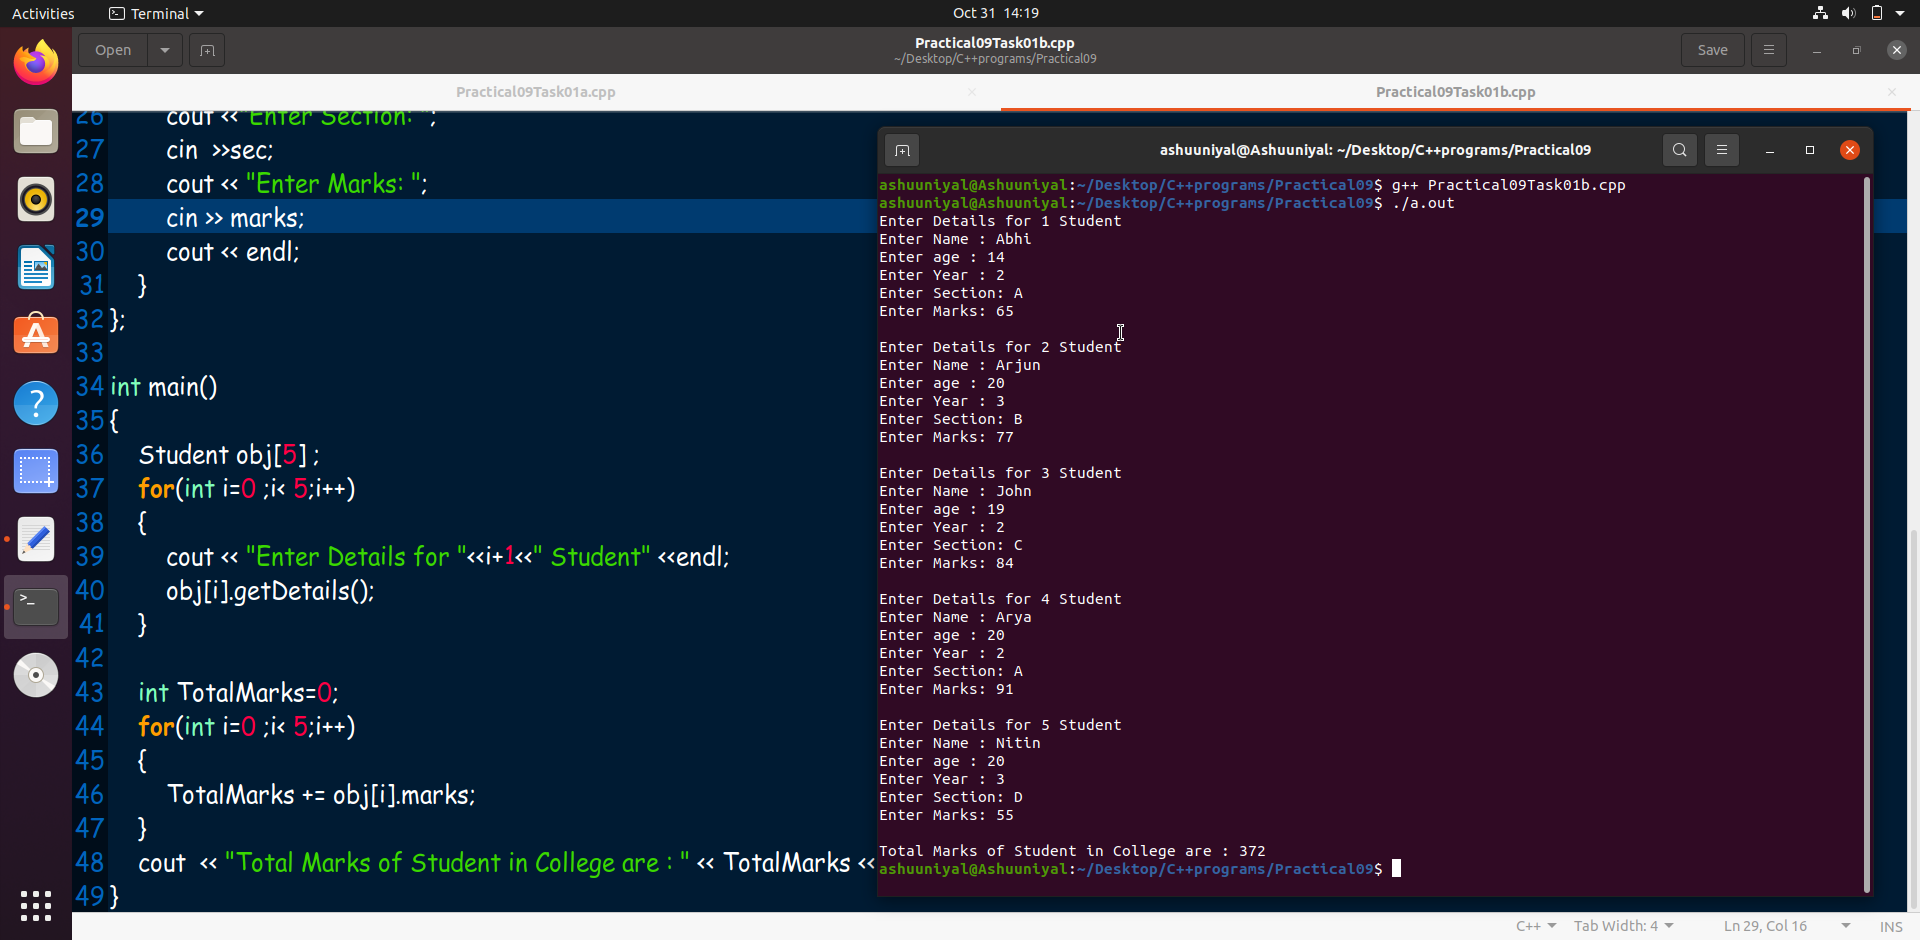 Activities
Terminal
Oct 31 14:19
Open
Practical09Task01b.cpp
~/Desktop/C++programs/Practical09
Save
Practical09Task01a.cpp
Practical09Task01b.cpp
26 cout <<"Enter Section: ";
27 cin >>sec;
28 cout << "Enter Marks: ";
29 cin >> marks;
30 cout << endl;
31 }
32 };
33
34 int main()
35 {
36 Student obj[5] ;
37 for(int i=0 ;i< 5;i++)
38 {
39 cout << "Enter Details for "<<i+1<<" Student" <<endl;
40 obj[i].getDetails();
41 }
42
43 int TotalMarks=0;
44 for(int i=0 ;i< 5;i++)
45 {
46 TotalMarks += obj[i].marks;
47 }
48 cout << "Total Marks of Student in College are : " << TotalMarks <<
49 }
ashuuniyal@Ashuuniyal: ~/Desktop/C++programs/Practical09
ashuuniyal@Ashuuniyal:~/Desktop/C++programs/Practical09$ g++ Practical09Task01b.cpp
ashuuniyal@Ashuuniyal:~/Desktop/C++programs/Practical09$ ./a.out
Enter Details for 1 Student
Enter Name : Abhi
Enter age : 14
Enter Year : 2
Enter Section: A
Enter Marks: 65
Enter Details for 2 Student
Enter Name : Arjun
Enter age : 20
Enter Year : 3
Enter Section: B
Enter Marks: 77
Enter Details for 3 Student
Enter Name : John
Enter age : 19
Enter Year : 2
Enter Section: C
Enter Marks: 84
Enter Details for 4 Student
Enter Name : Arya
Enter age : 20
Enter Year : 2
Enter Section: A
Enter Marks: 91
Enter Details for 5 Student
Enter Name : Nitin
Enter age : 20
Enter Year : 3
Enter Section: D
Enter Marks: 55
Total Marks of Student in College are : 372
ashuuniyal@Ashuuniyal:~/Desktop/C++programs/Practical09$
C++
Tab Width: 4
Ln 29, Col 16
INS